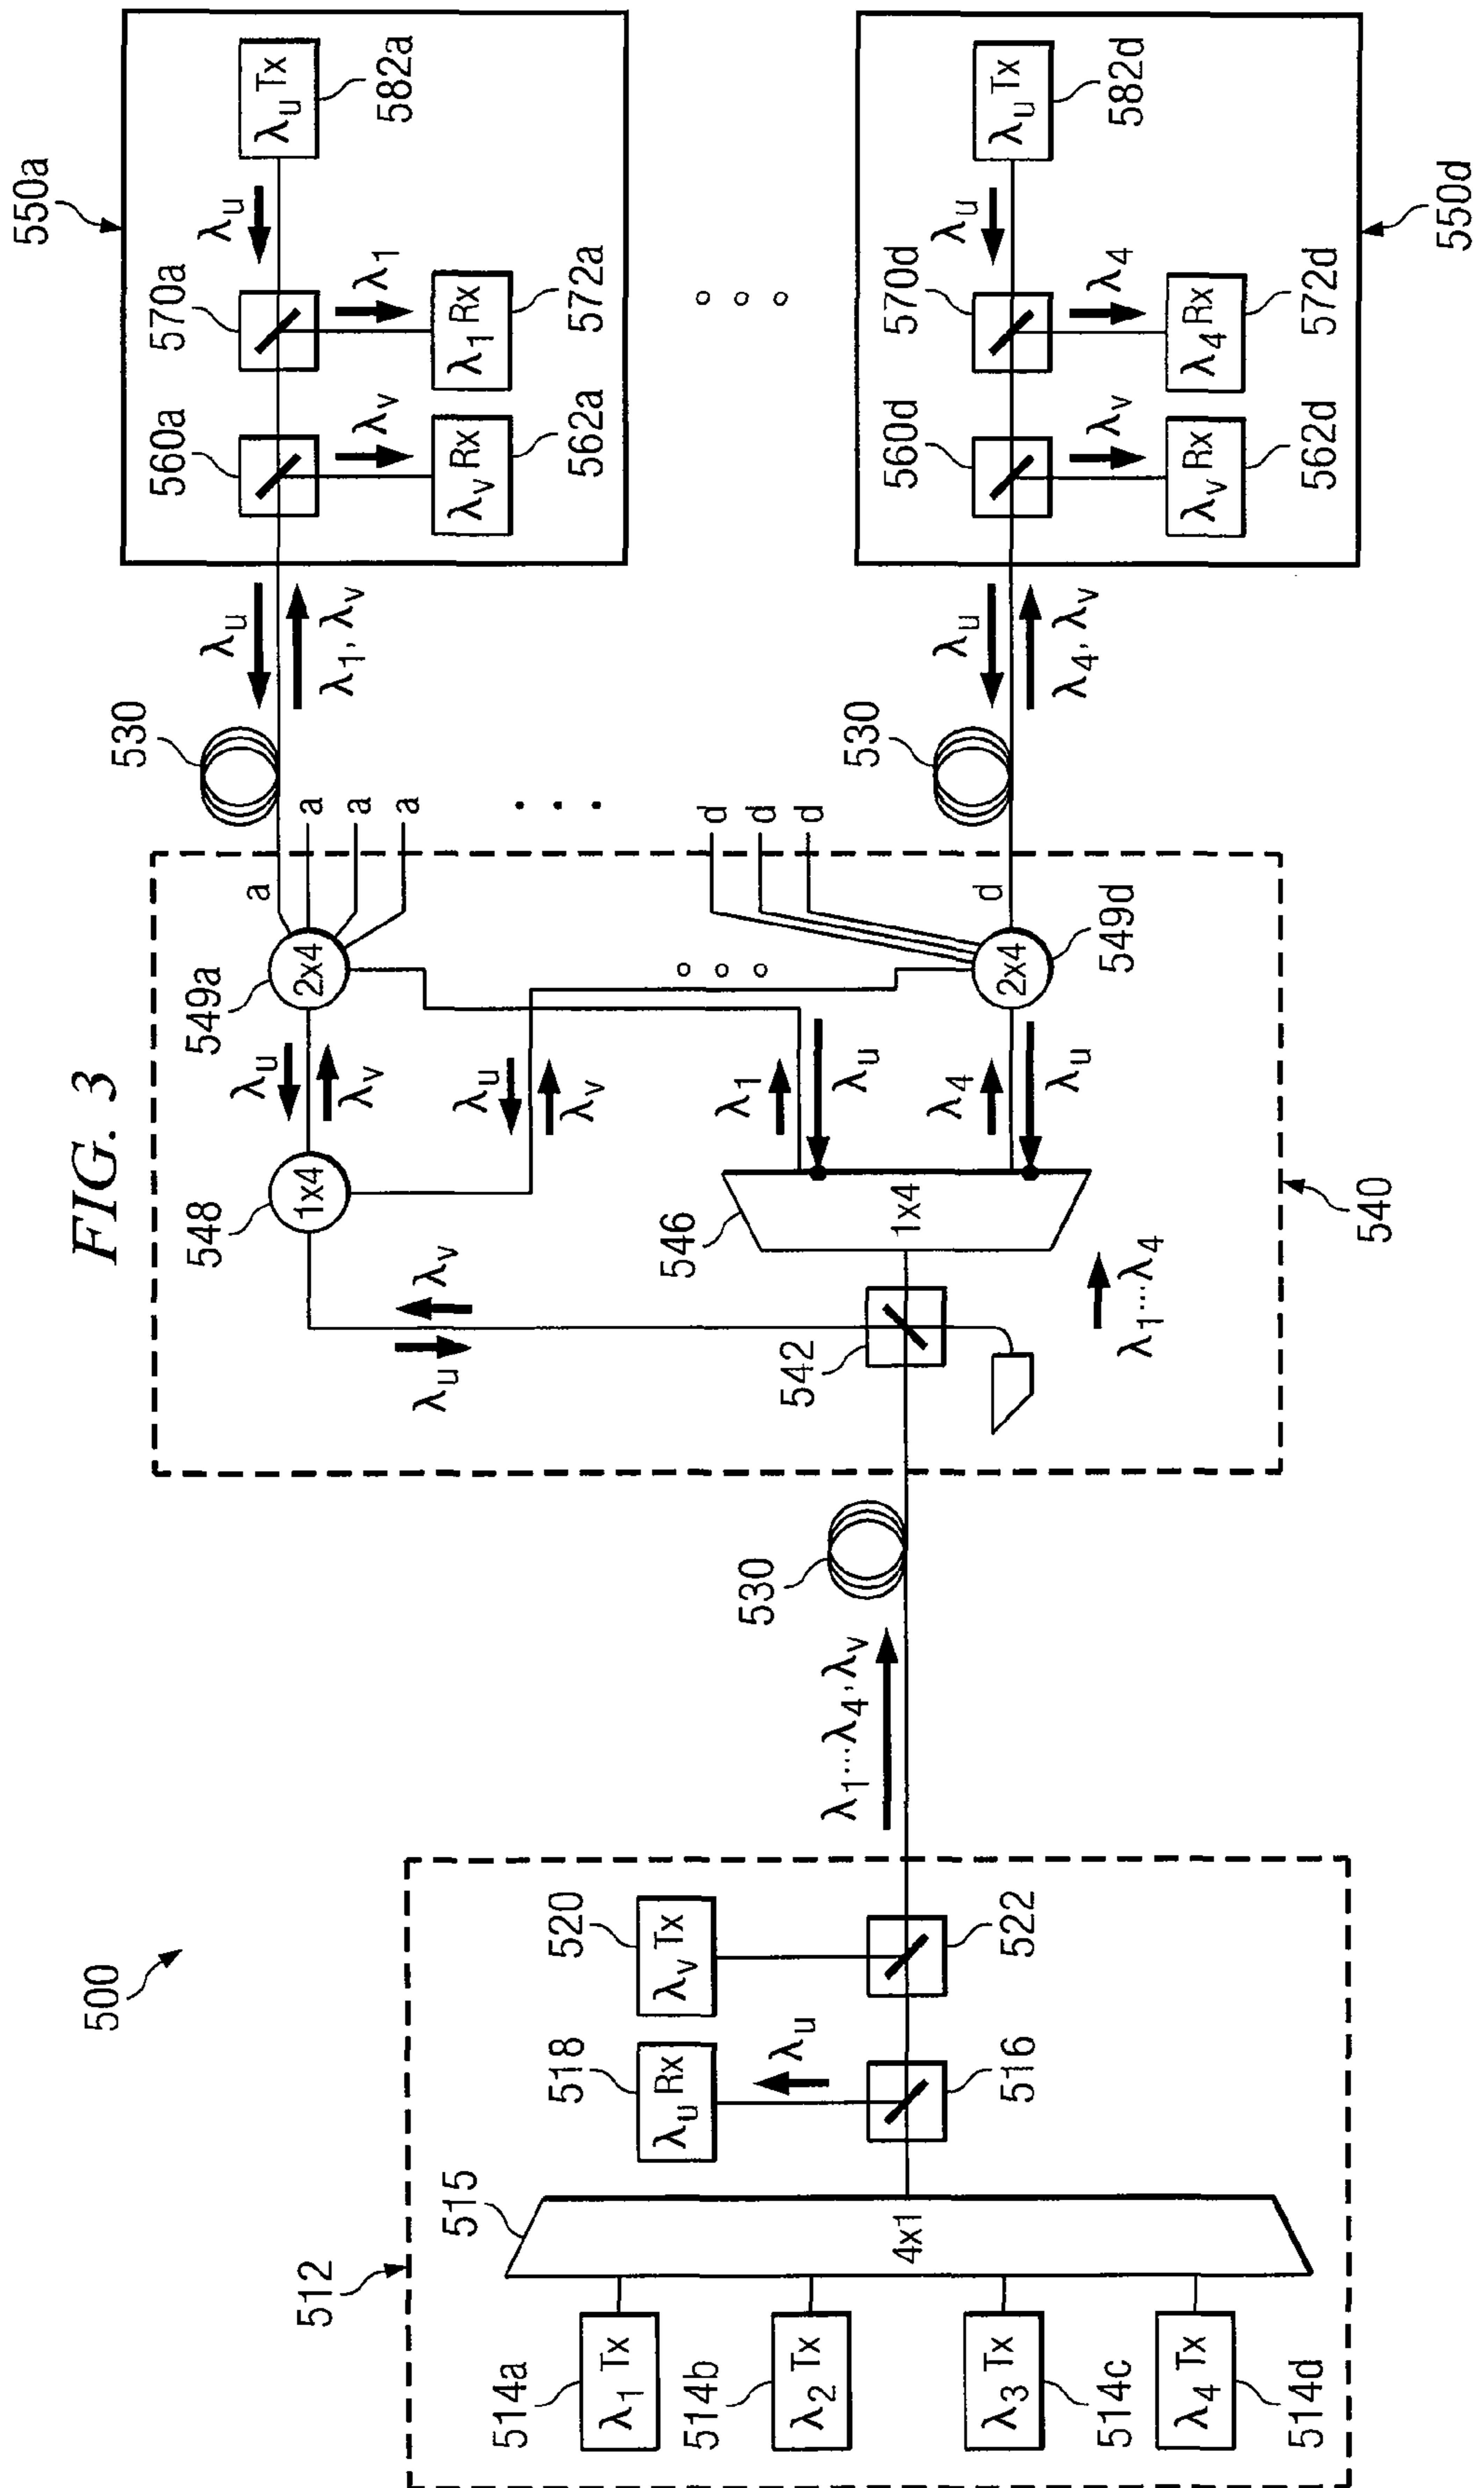 FIG. 3
500
512
514a
λ1 Tx
514b
λ2 Tx
λ3 Tx
514c
λ4 Tx
514d
515
4x1
518
λu Rx
λu
516
520
λv Tx
522
λ1...λ4, λv
530
540
542
λu
λv
λ1...λ4
546
1x4
548
1x4
λu
λv
λu
λv
λ1
λu
λ4
λu
549a
2x4
549d
2x4
a
a
a
a
d
d
d
d
530
λu
λ1, λv
530
λu
λ4, λv
550a
560a
λv
λv Rx
562a
570a
λ1
λ1 Rx
572a
λu
λu Tx
582a
550d
560d
λv
λv Rx
562d
570d
λ4
λ4 Rx
572d
λu
λu Tx
582d